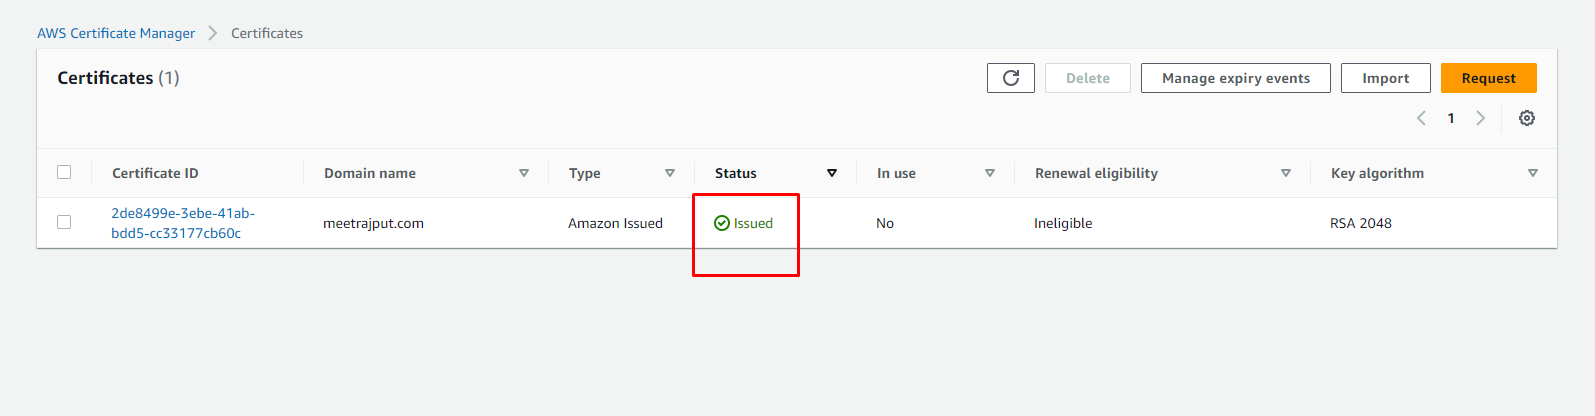 AWS Certificate Manager > Certificates
Certificates (1)
Delete
Manage expiry events
Import
Request
1
Certificate ID
Domain name
Type
Status
In use
Renewal eligibility
Key algorithm
2de8499e-3ebe-41ab-
bdd5-cc33177cb60c
meetrajput.com
Amazon Issued
Issued
No
Ineligible
RSA 2048